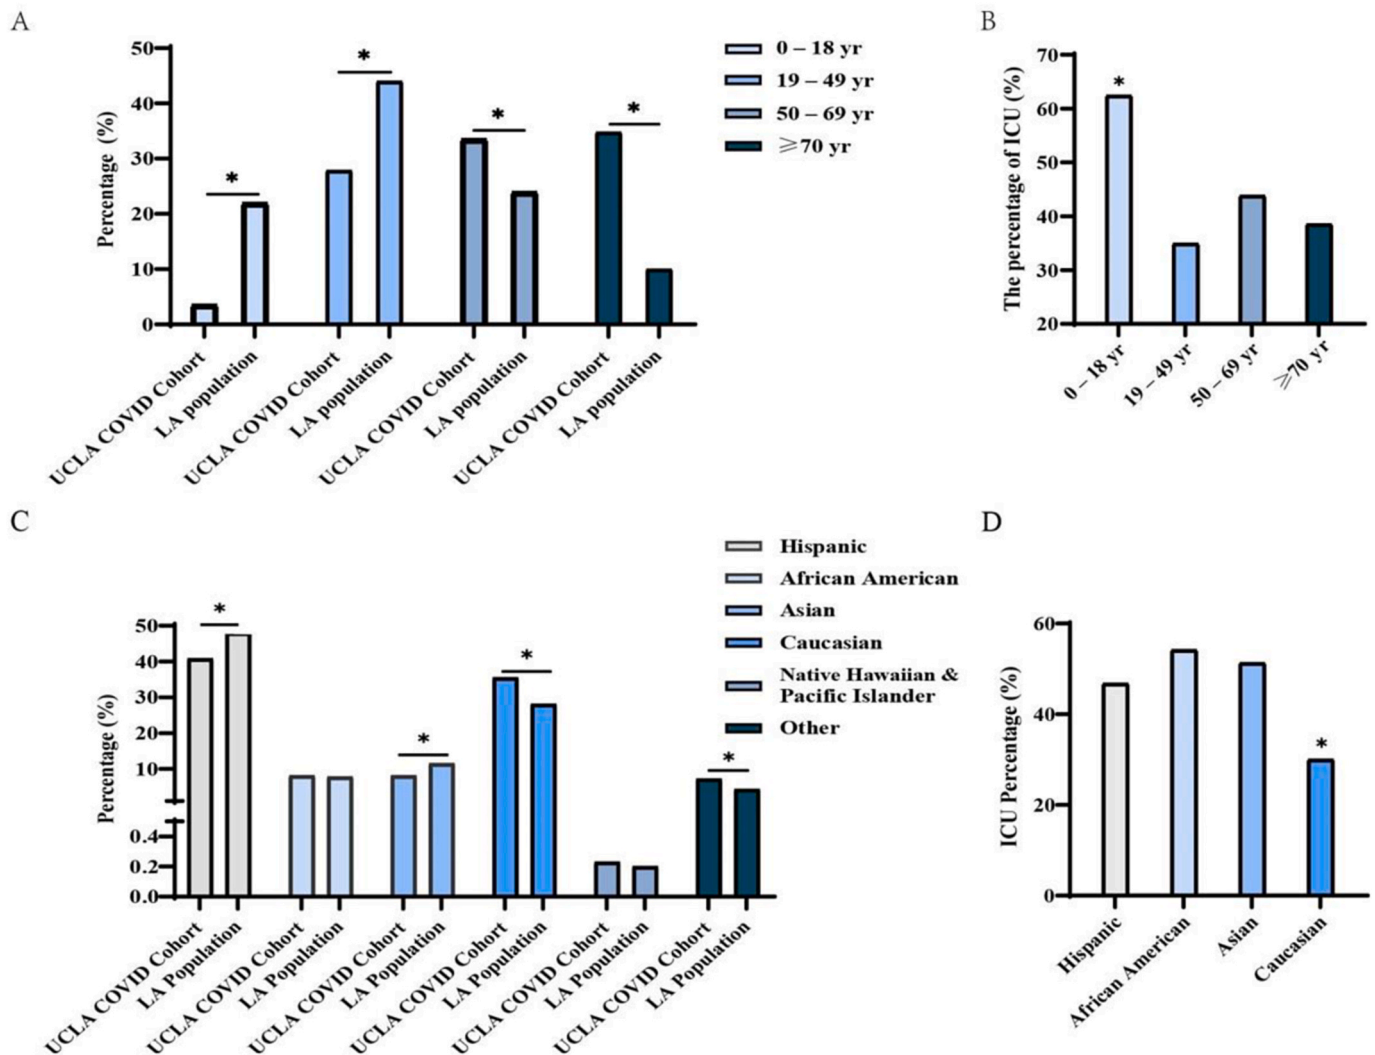 A
Percentage (%)
50
40
30
20
10
0
*
*
*
*
UCLA COVID Cohort
LA population
UCLA COVID Cohort
LA population
UCLA COVID Cohort
LA population
UCLA COVID Cohort
LA population
0 – 18 yr
19 – 49 yr
50 – 69 yr
⩾70 yr
B
The percentage of ICU (%)
70
60
50
40
30
20
*
0 – 18 yr
19 – 49 yr
50 – 69 yr
⩾70 yr
C
Percentage (%)
50
40
30
20
10
0.4
0.2
0.0
*
*
*
*
UCLA COVID Cohort
LA Population
UCLA COVID Cohort
LA Population
UCLA COVID Cohort
LA Population
UCLA COVID Cohort
LA Population
UCLA COVID Cohort
LA Population
UCLA COVID Cohort
LA Population
Hispanic
African American
Asian
Caucasian
Native Hawaiian &
Pacific Islander
Other
D
ICU Percentage (%)
60
40
20
0
*
Hispanic
African American
Asian
Caucasian